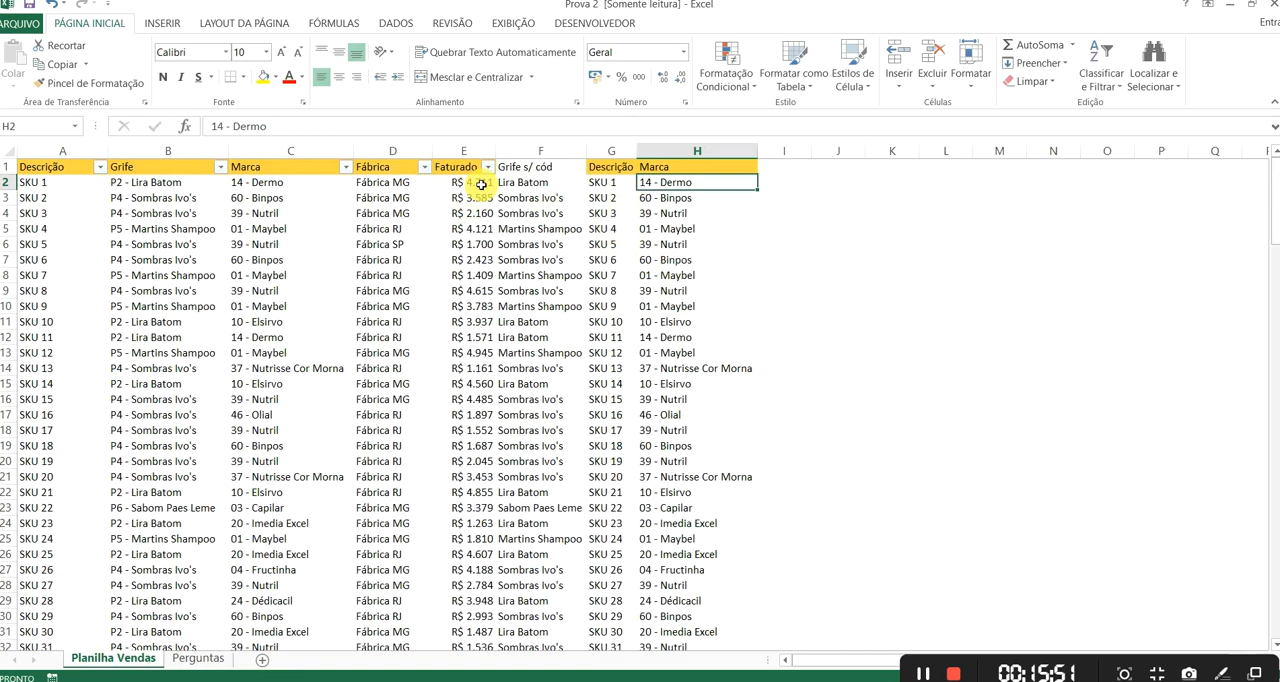 Prova 2 [Somente leitura] - Excel
ARQUIVO PÁGINA INICIAL INSERIR LAYOUT DA PÁGINA FÓRMULAS DADOS REVISÃO EXIBIÇÃO DESENVOLVEDOR Entra
Colar Recortar Copiar Pincel de Formatação
Área de Transferência
Calibri 10
N I S
Fonte
Quebrar Texto Automaticamente
Mesclar e Centralizar
Alinhamento
Geral
% 000
Número
Formatação Condicional Formatar como Tabela Estilos de Célula
Estilo
Inserir Excluir Formatar
Células
AutoSoma Preencher Limpar
Classificar e Filtrar Localizar e Selecionar
Edição
H2 fx 14 - Dermo
A B C D E F G H I J K L M N O P Q
1 Descrição Grife Marca Fábrica Faturado Grife s/ cód Descrição Marca
2 SKU 1 P2 - Lira Batom 14 - Dermo Fábrica MG R$ Lira Batom SKU 1 14 - Dermo
3 SKU 2 P4 - Sombras Ivo's 60 - Binpos Fábrica MG R$ 3.585 Sombras Ivo's SKU 2 60 - Binpos
4 SKU 3 P4 - Sombras Ivo's 39 - Nutril Fábrica MG R$ 2.160 Sombras Ivo's SKU 3 39 - Nutril
5 SKU 4 P5 - Martins Shampoo 01 - Maybel Fábrica RJ R$ 4.121 Martins Shampoo SKU 4 01 - Maybel
6 SKU 5 P4 - Sombras Ivo's 39 - Nutril Fábrica SP R$ 1.700 Sombras Ivo's SKU 5 39 - Nutril
7 SKU 6 P4 - Sombras Ivo's 60 - Binpos Fábrica RJ R$ 2.423 Sombras Ivo's SKU 6 60 - Binpos
8 SKU 7 P5 - Martins Shampoo 01 - Maybel Fábrica RJ R$ 1.409 Martins Shampoo SKU 7 01 - Maybel
9 SKU 8 P4 - Sombras Ivo's 39 - Nutril Fábrica MG R$ 4.615 Sombras Ivo's SKU 8 39 - Nutril
10 SKU 9 P5 - Martins Shampoo 01 - Maybel Fábrica MG R$ 3.783 Martins Shampoo SKU 9 01 - Maybel
11 SKU 10 P2 - Lira Batom 10 - Elsirvo Fábrica RJ R$ 3.937 Lira Batom SKU 10 10 - Elsirvo
12 SKU 11 P2 - Lira Batom 14 - Dermo Fábrica RJ R$ 1.571 Lira Batom SKU 11 14 - Dermo
13 SKU 12 P5 - Martins Shampoo 01 - Maybel Fábrica MG R$ 4.945 Martins Shampoo SKU 12 01 - Maybel
14 SKU 13 P4 - Sombras Ivo's 37 - Nutrisse Cor Morna Fábrica RJ R$ 1.161 Sombras Ivo's SKU 13 37 - Nutrisse Cor Morna
15 SKU 14 P2 - Lira Batom 10 - Elsirvo Fábrica MG R$ 4.560 Lira Batom SKU 14 10 - Elsirvo
16 SKU 15 P4 - Sombras Ivo's 39 - Nutril Fábrica MG R$ 4.485 Sombras Ivo's SKU 15 39 - Nutril
17 SKU 16 P4 - Sombras Ivo's 46 - Olial Fábrica RJ R$ 1.897 Sombras Ivo's SKU 16 46 - Olial
18 SKU 17 P4 - Sombras Ivo's 39 - Nutril Fábrica RJ R$ 1.552 Sombras Ivo's SKU 17 39 - Nutril
19 SKU 18 P4 - Sombras Ivo's 60 - Binpos Fábrica RJ R$ 1.687 Sombras Ivo's SKU 18 60 - Binpos
20 SKU 19 P4 - Sombras Ivo's 39 - Nutril Fábrica RJ R$ 2.045 Sombras Ivo's SKU 19 39 - Nutril
21 SKU 20 P4 - Sombras Ivo's 37 - Nutrisse Cor Morna Fábrica RJ R$ 3.453 Sombras Ivo's SKU 20 37 - Nutrisse Cor Morna
22 SKU 21 P2 - Lira Batom 10 - Elsirvo Fábrica RJ R$ 4.855 Lira Batom SKU 21 10 - Elsirvo
23 SKU 22 P6 - Sabom Paes Leme 03 - Capilar Fábrica MG R$ 3.379 Sabom Paes Leme SKU 22 03 - Capilar
24 SKU 23 P2 - Lira Batom 20 - Imedia Excel Fábrica MG R$ 1.263 Lira Batom SKU 23 20 - Imedia Excel
25 SKU 24 P5 - Martins Shampoo 01 - Maybel Fábrica MG R$ 1.810 Martins Shampoo SKU 24 01 - Maybel
26 SKU 25 P2 - Lira Batom 20 - Imedia Excel Fábrica RJ R$ 4.607 Lira Batom SKU 25 20 - Imedia Excel
27 SKU 26 P4 - Sombras Ivo's 04 - Fructinha Fábrica MG R$ 4.188 Sombras Ivo's SKU 26 04 - Fructinha
28 SKU 27 P4 - Sombras Ivo's 39 - Nutril Fábrica MG R$ 2.784 Sombras Ivo's SKU 27 39 - Nutril
29 SKU 28 P2 - Lira Batom 24 - Dédicacil Fábrica RJ R$ 3.948 Lira Batom SKU 28 24 - Dédicacil
30 SKU 29 P4 - Sombras Ivo's 60 - Binpos Fábrica RJ R$ 2.993 Sombras Ivo's SKU 29 60 - Binpos
31 SKU 30 P2 - Lira Batom 20 - Imedia Excel Fábrica MG R$ 1.487 Lira Batom SKU 30 20 - Imedia Excel
32 SKU 31 P4 - Sombras Ivo's 39 - Nutril Fábrica MG R$ 1.536 Sombras Ivo's SKU 31 39 - Nutril
Planilha Vendas Perguntas
PRONTO
00:15:51